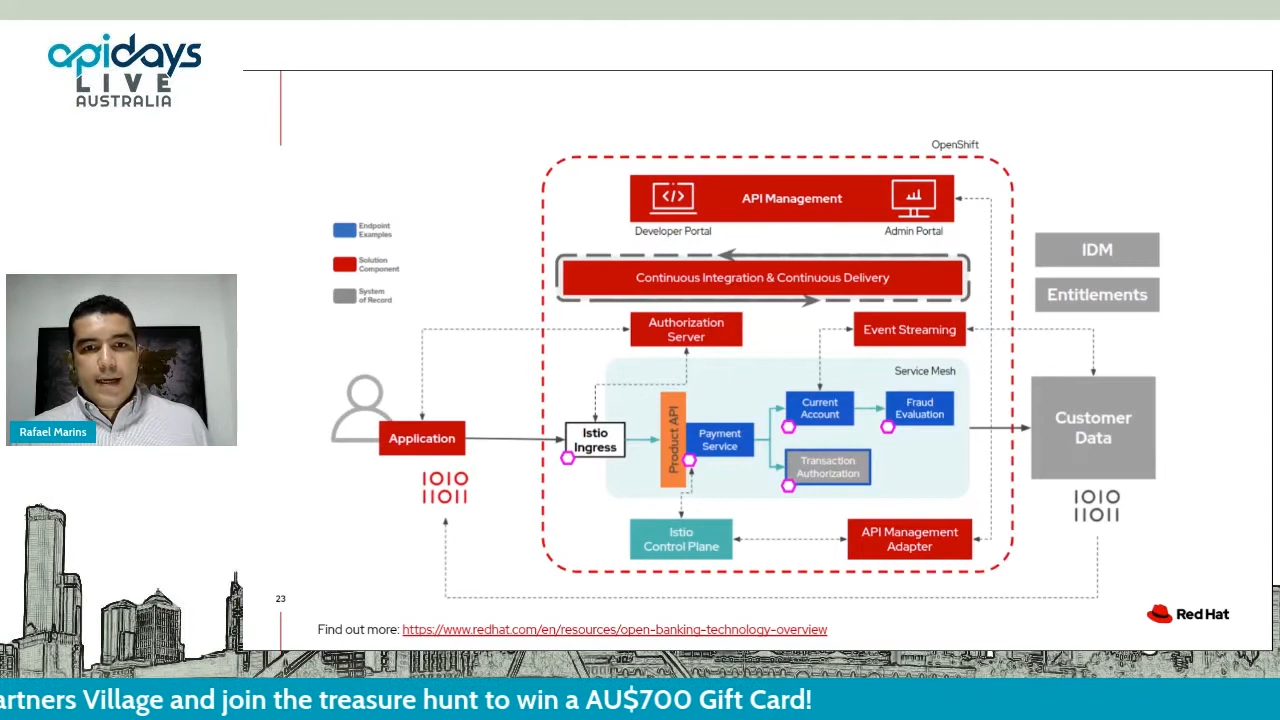 apidays
LIVE
AUSTRALIA
OpenShift
API Management
Developer Portal
Admin Portal
Endpoint
Examples
Solution
Component
System
of Record
Continuous Integration & Continuous Delivery
IDM
Entitlements
Authorization
Server
Event Streaming
Service Mesh
Rafael Marins
Application
1010
11011
Istio
Ingress
Product API
Payment
Service
Current
Account
Fraud
Evaluation
Transaction
Authorization
Customer
Data
1010
11011
Istio
Control Plane
API Management
Adapter
23
Find out more: https://www.redhat.com/en/resources/open-banking-technology-overview
Red Hat
artners Village and join the treasure hunt to win a AU$700 Gift Card!